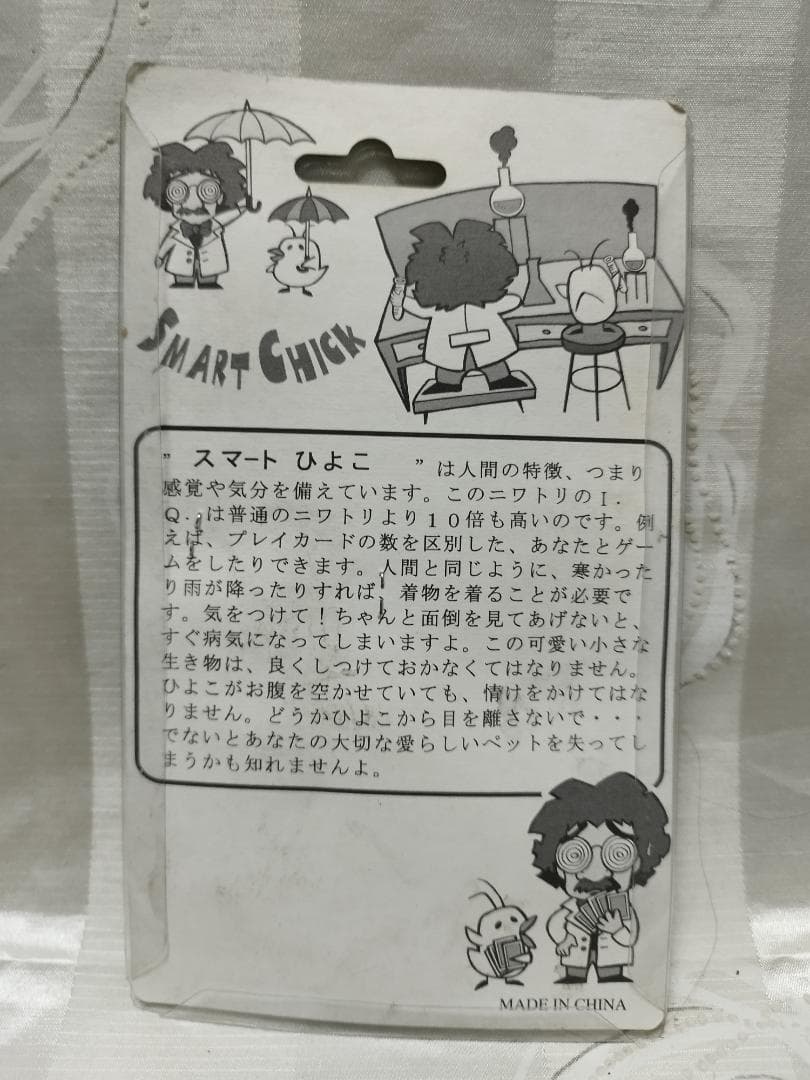 SMART CHICK
”スマート ひよこ ”は人間の特徴、つまり
感覚や気分を備えています。このニワトリのI.
Q.は普通のニワトリより10倍も高いのです。例
えば、プレイカードの数を区別した、あなたとゲー
ムをしたりできます。人間と同じように、寒かった
り雨が降ったりすれば 着物を着ることが必要で
す。気をつけて！ちゃんと面倒を見てあげないと、
すぐ病気になってしまいますよ。この可愛い小さな
生き物は、良くしつけておかなくてはなりません。
ひよこがお腹を空かせていても、情けをかけてはな
りません。どうかひよこから目を離さないで・・・
でないとあなたの大切な愛らしいペットを失ってし
まうかも知れませんよ。
MADE IN CHINA